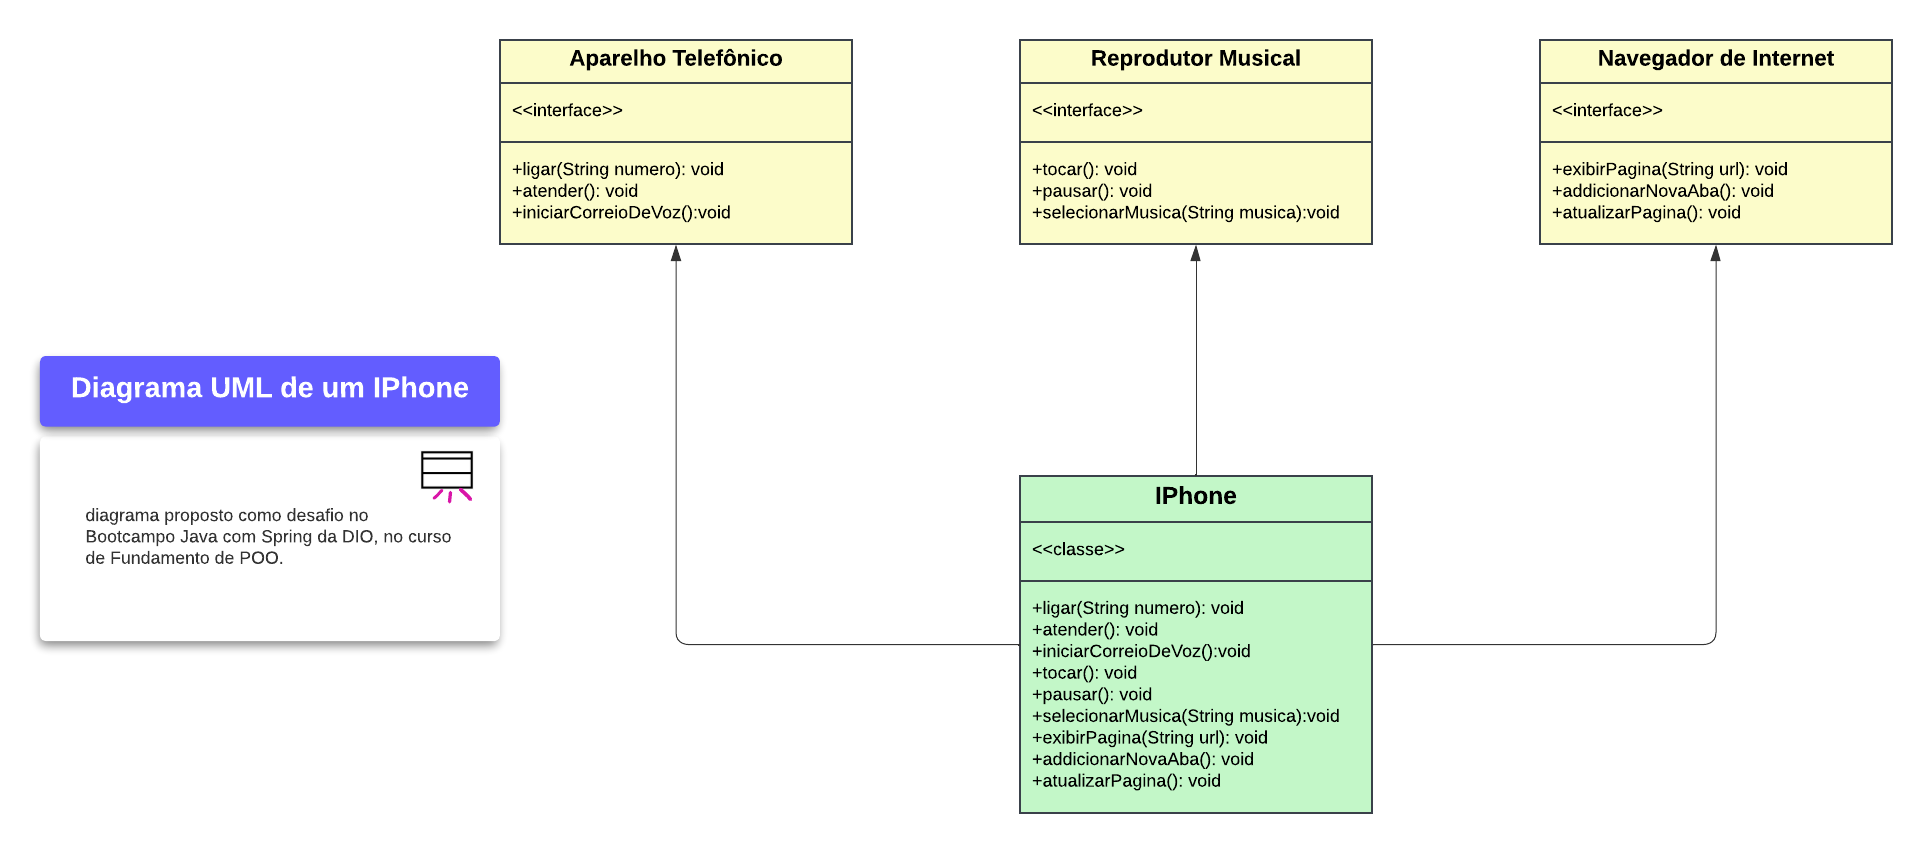 Aparelho Telefônico
<<interface>>
+ligar(String numero): void
+atender(): void
+iniciarCorreioDeVoz():void
Reprodutor Musical
<<interface>>
+tocar(): void
+pausar(): void
+selecionarMusica(String musica):void
Navegador de Internet
<<interface>>
+exibirPagina(String url): void
+addicionarNovaAba(): void
+atualizarPagina(): void
Diagrama UML de um IPhone
diagrama proposto como desafio no
Bootcampo Java com Spring da DIO, no curso
de Fundamento de POO.
IPhone
<<classe>>
+ligar(String numero): void
+atender(): void
+iniciarCorreioDeVoz():void
+tocar(): void
+pausar(): void
+selecionarMusica(String musica):void
+exibirPagina(String url): void
+addicionarNovaAba(): void
+atualizarPagina(): void